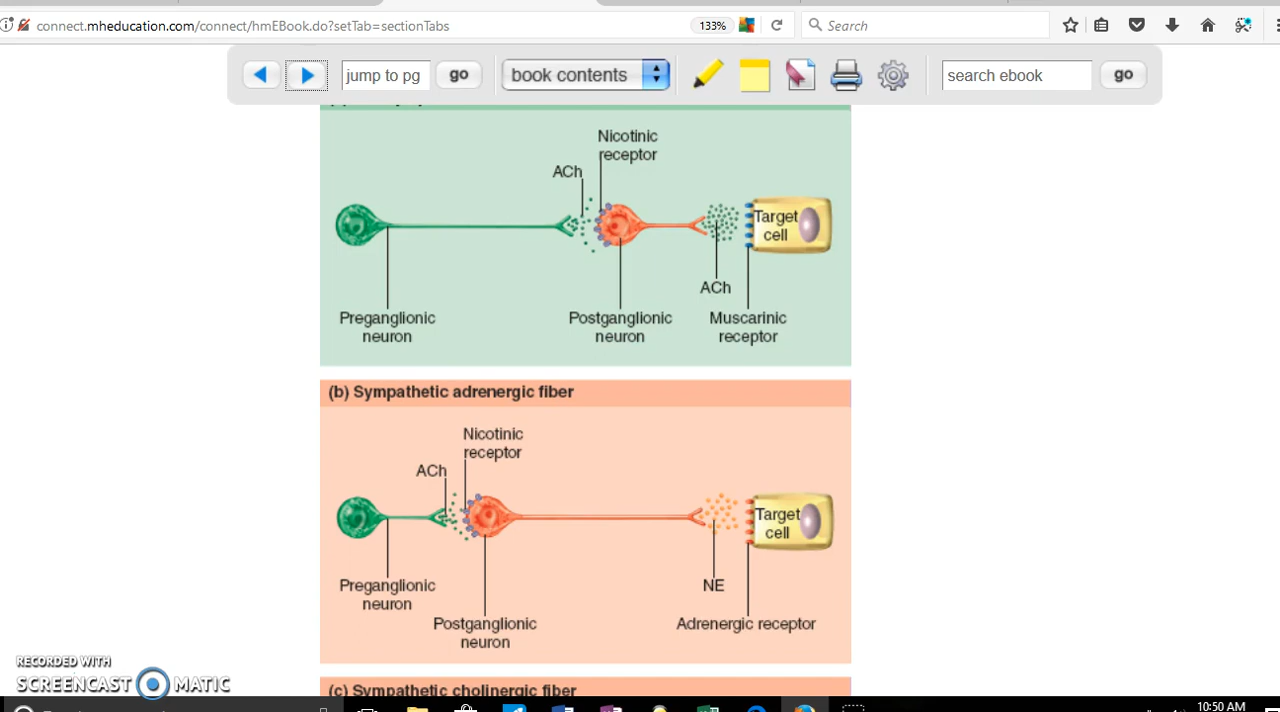 connect.mheducation.com/connect/hmEBook.do?setTab=sectionTabs
133%
Search
jump to pg
go
book contents
search ebook
go
Nicotinic
receptor
ACh
Target
cell
ACh
Preganglionic
neuron
Postganglionic
neuron
Muscarinic
receptor
(b) Sympathetic adrenergic fiber
Nicotinic
receptor
ACh
Target
cell
Preganglionic
neuron
NE
Postganglionic
neuron
Adrenergic receptor
RECORDED WITH
SCREENCAST MATIC
(c) Sympathetic cholinergic fiber
10:50 AM